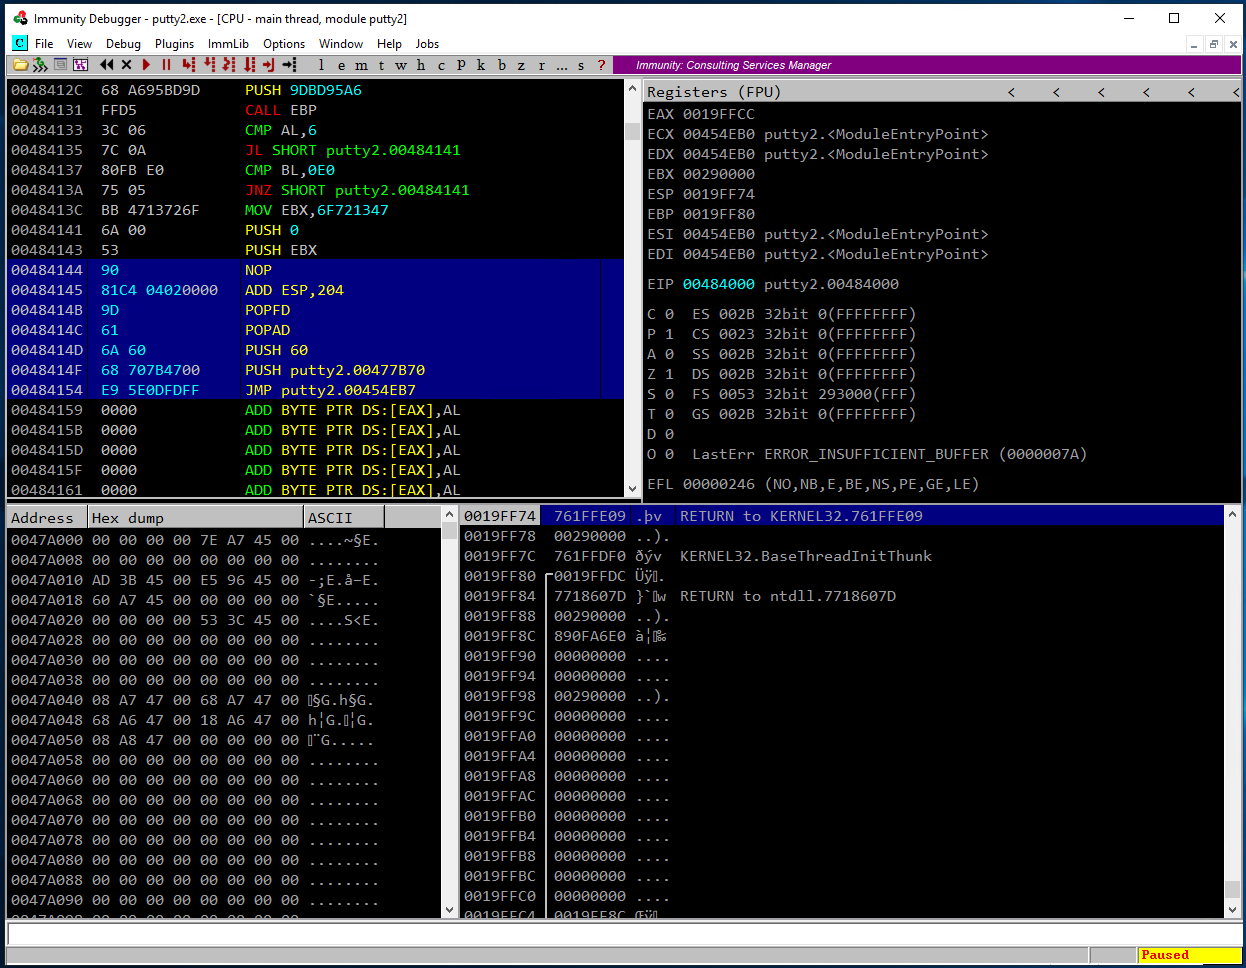 Immunity Debugger - putty2.exe - [CPU - main thread, module putty2]
C File View Debug Plugins ImmLib Options Window Help Jobs
l e m t w h c P k b z r ... s ? Immunity: Consulting Services Manager
0048412C 68 A695BD9D PUSH 9DBD95A6
00484131 FFD5 CALL EBP
00484133 3C 06 CMP AL,6
00484135 7C 0A JL SHORT putty2.00484141
00484137 80FB E0 CMP BL,0E0
0048413A 75 05 JNZ SHORT putty2.00484141
0048413C BB 4713726F MOV EBX,6F721347
00484141 6A 00 PUSH 0
00484143 53 PUSH EBX
00484144 90 NOP
00484145 81C4 04020000 ADD ESP,204
0048414B 9D POPFD
0048414C 61 POPAD
0048414D 6A 60 PUSH 60
0048414F 68 707B4700 PUSH putty2.00477B70
00484154 E9 5E0DFDFF JMP putty2.00454EB7
00484159 0000 ADD BYTE PTR DS:[EAX],AL
0048415B 0000 ADD BYTE PTR DS:[EAX],AL
0048415D 0000 ADD BYTE PTR DS:[EAX],AL
0048415F 0000 ADD BYTE PTR DS:[EAX],AL
00484161 0000 ADD BYTE PTR DS:[EAX],AL
Registers (FPU) < < < < < <
EAX 0019FFCC
ECX 00454EB0 putty2.<ModuleEntryPoint>
EDX 00454EB0 putty2.<ModuleEntryPoint>
EBX 00290000
ESP 0019FF74
EBP 0019FF80
ESI 00454EB0 putty2.<ModuleEntryPoint>
EDI 00454EB0 putty2.<ModuleEntryPoint>
EIP 00484000 putty2.00484000
C 0 ES 002B 32bit 0(FFFFFFFF)
P 1 CS 0023 32bit 0(FFFFFFFF)
A 0 SS 002B 32bit 0(FFFFFFFF)
Z 1 DS 002B 32bit 0(FFFFFFFF)
S 0 FS 0053 32bit 293000(FFF)
T 0 GS 002B 32bit 0(FFFFFFFF)
D 0
O 0 LastErr ERROR_INSUFFICIENT_BUFFER (0000007A)
EFL 00000246 (NO,NB,E,BE,NS,PE,GE,LE)
Address Hex dump ASCII
0047A000 00 00 00 00 7E A7 45 00 ....~§E.
0047A008 00 00 00 00 00 00 00 00 ........
0047A010 AD 3B 45 00 E5 96 45 00 -;E.å–E.
0047A018 60 A7 45 00 00 00 00 00 `§E.....
0047A020 00 00 00 00 53 3C 45 00 ....S<E.
0047A028 00 00 00 00 00 00 00 00 ........
0047A030 00 00 00 00 00 00 00 00 ........
0047A038 00 00 00 00 00 00 00 00 ........
0047A040 08 A7 47 00 68 A7 47 00 §G.h§G.
0047A048 68 A6 47 00 18 A6 47 00 h¦G.¦G.
0047A050 08 A8 47 00 00 00 00 00 ¨G.....
0047A058 00 00 00 00 00 00 00 00 ........
0047A060 00 00 00 00 00 00 00 00 ........
0047A068 00 00 00 00 00 00 00 00 ........
0047A070 00 00 00 00 00 00 00 00 ........
0047A078 00 00 00 00 00 00 00 00 ........
0047A080 00 00 00 00 00 00 00 00 ........
0047A088 00 00 00 00 00 00 00 00 ........
0047A090 00 00 00 00 00 00 00 00 ........
0019FF74 761FFE09 .þv RETURN to KERNEL32.761FFE09
0019FF78 00290000 ..).
0019FF7C 761FFDF0 ðýv KERNEL32.BaseThreadInitThunk
0019FF80 0019FFDC Üÿ.
0019FF84 7718607D }`w RETURN to ntdll.7718607D
0019FF88 00290000 ..).
0019FF8C 890FA6E0 à¦‰
0019FF90 00000000 ....
0019FF94 00000000 ....
0019FF98 00290000 ..).
0019FF9C 00000000 ....
0019FFA0 00000000 ....
0019FFA4 00000000 ....
0019FFA8 00000000 ....
0019FFAC 00000000 ....
0019FFB0 00000000 ....
0019FFB4 00000000 ....
0019FFB8 00000000 ....
0019FFBC 00000000 ....
0019FFC0 00000000 ....
0019FFC4 0019FF8C Œÿ
Paused